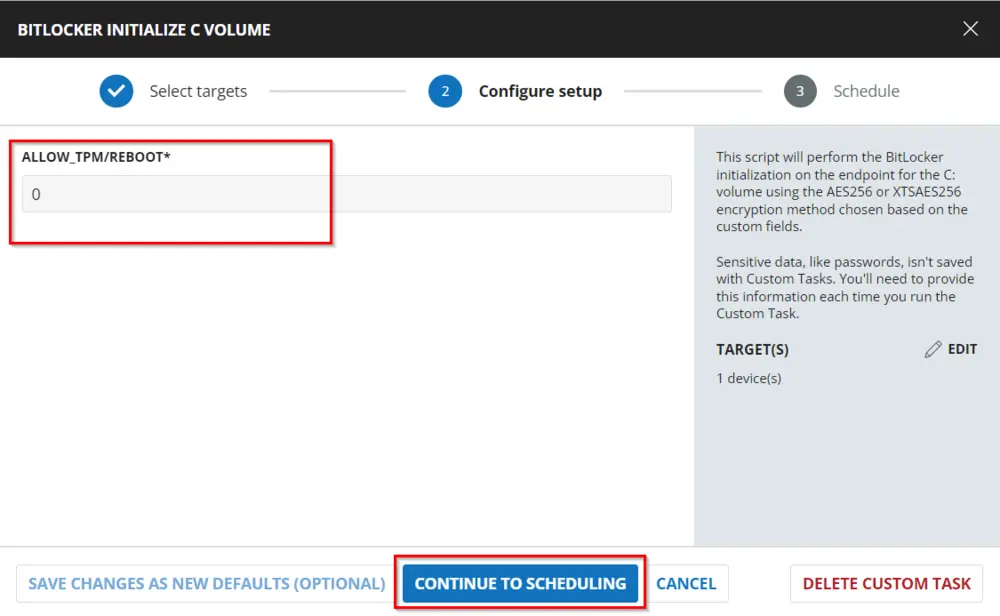 BITLOCKER INITIALIZE C VOLUME
Select targets
2 Configure setup
3 Schedule
ALLOW_TPM/REBOOT*
0
This script will perform the BitLocker
initialization on the endpoint for the C:
volume using the AES256 or XTSAES256
encryption method chosen based on the
custom fields.
Sensitive data, like passwords, isn't saved
with Custom Tasks. You'll need to provide
this information each time you run the
Custom Task.
TARGET(S) EDIT
1 device(s)
SAVE CHANGES AS NEW DEFAULTS (OPTIONAL) CONTINUE TO SCHEDULING CANCEL DELETE CUSTOM TASK